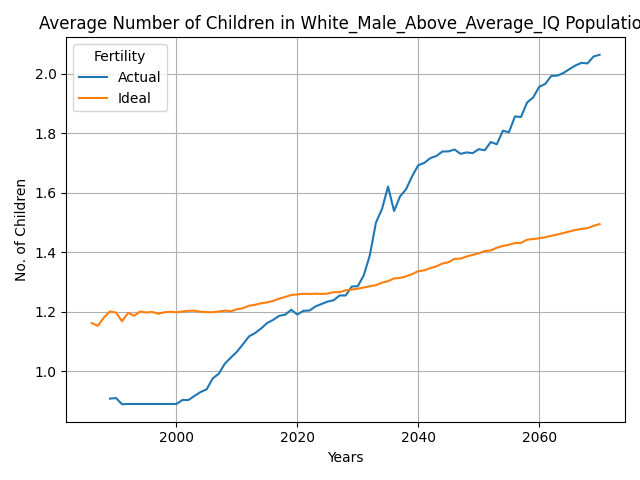 Average Number of Children in White_Male_Above_Average_IQ Populatio
Fertility
Actual
Ideal
No. of Children
2.0
1.8
1.6
1.4
1.2
1.0
2000 2020 2040 2060
Years